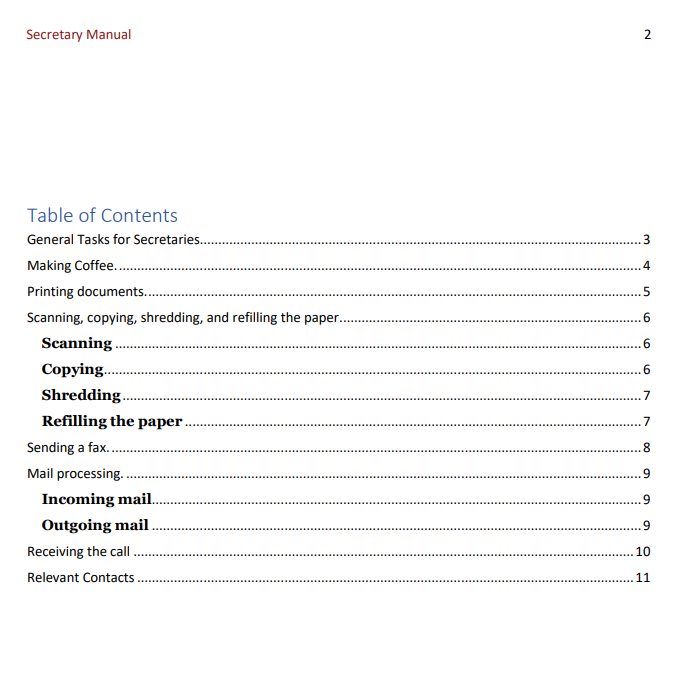 Secretary Manual 2
Table of Contents
General Tasks for Secretaries.......................................................................................................................3
Making Coffee...............................................................................................................................................4
Printing documents.......................................................................................................................................5
Scanning, copying, shredding, and refilling the paper..................................................................................6
Scanning ..............................................................................................................................................6
Copying................................................................................................................................................6
Shredding............................................................................................................................................7
Refilling the paper ...........................................................................................................................7
Sending a fax. ...............................................................................................................................................8
Mail processing. ...........................................................................................................................................9
Incoming mail....................................................................................................................................9
Outgoing mail ....................................................................................................................................9
Receiving the call .......................................................................................................................................10
Relevant Contacts ......................................................................................................................................11